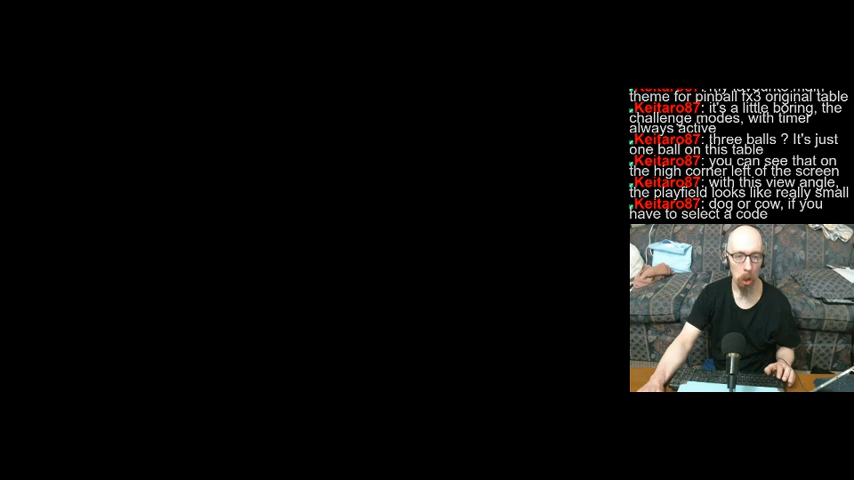 theme for pinball fx3 original table
Keitaro87: it's a little boring, the
challenge modes, with timer
always active
Keitaro87: three balls ? It's just
one ball on this table
Keitaro87: you can see that on
the high corner left of the screen
Keitaro87: with this view angle,
the playfield looks like really small
Keitaro87: dog or cow, if you
have to select a code